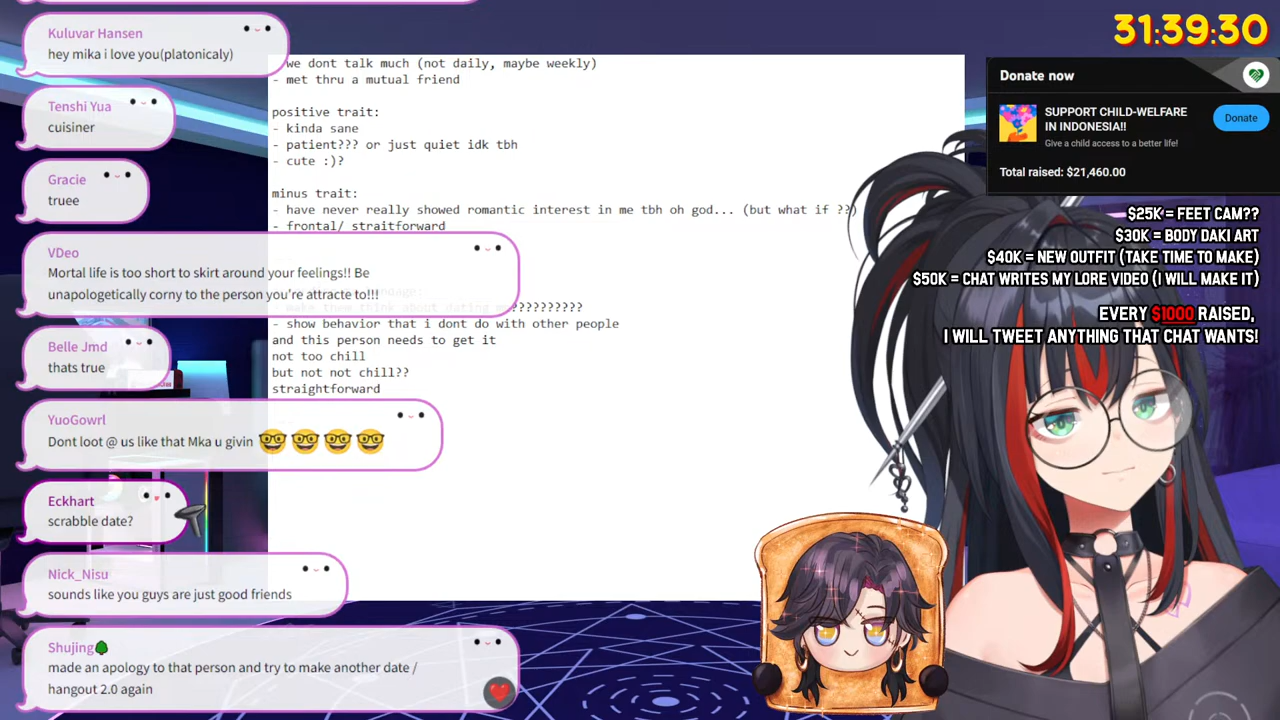 Kuluvar Hansen
hey mika i love you(platonicaly)
Tenshi Yua
cuisiner
Gracie
truee
VDeo
Mortal life is too short to skirt around your feelings!! Be
unapologetically corny to the person you're attracte to!!!
Belle Jmd
thats true
YuoGowrl
Dont loot @ us like that Mka u givin 🤓🤓🤓🤓
Eckhart
scrabble date?
Nick_Nisu
sounds like you guys are just good friends
Shujing🌳
made an apology to that person and try to make another date /
hangout 2.0 again
we dont talk much (not daily, maybe weekly)
- met thru a mutual friend
positive trait:
- kinda sane
- patient??? or just quiet idk tbh
- cute :)?
minus trait:
- have never really showed romantic interest in me tbh oh god... (but what if ??)
- frontal/ straitforward
- make them think about dating me??????????
- show behavior that i dont do with other people
and this person needs to get it
not too chill
but not not chill??
straightforward
31:39:30
Donate now
SUPPORT CHILD-WELFARE
IN INDONESIA!!
Give a child access to a better life!
Donate
Total raised: $21,460.00
$25K = FEET CAM??
$30K = BODY DAKI ART
$40K = NEW OUTFIT (TAKE TIME TO MAKE)
$50K = CHAT WRITES MY LORE VIDEO (I WILL MAKE IT)
EVERY $1000 RAISED,
I WILL TWEET ANYTHING THAT CHAT WANTS!